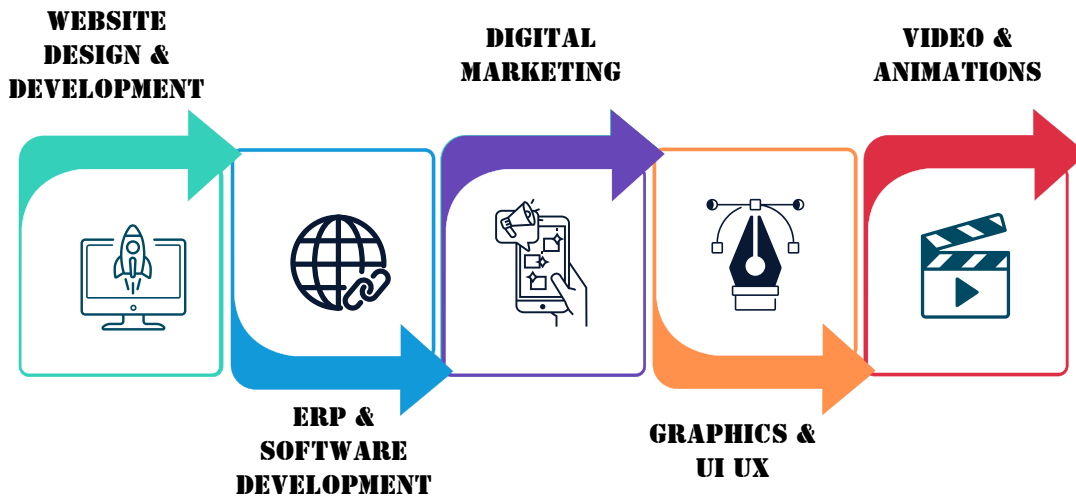 WEBSITE
DESIGN &
DEVELOPMENT
ERP &
SOFTWARE
DEVELOPMENT
DIGITAL
MARKETING
GRAPHICS &
UI UX
VIDEO &
ANIMATIONS